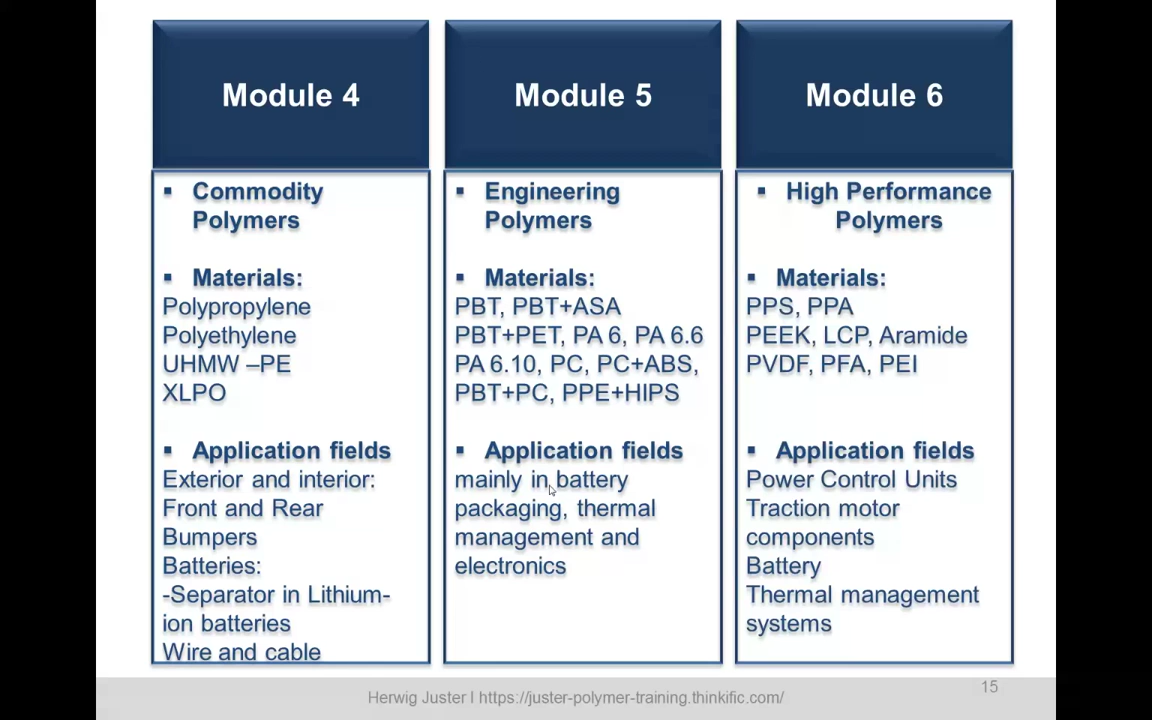 Module 4
▪ Commodity
Polymers
▪ Materials:
Polypropylene
Polyethylene
UHMW –PE
XLPO
▪ Application fields
Exterior and interior:
Front and Rear
Bumpers
Batteries:
-Separator in Lithium-
ion batteries
Wire and cable
Module 5
▪ Engineering
Polymers
▪ Materials:
PBT, PBT+ASA
PBT+PET, PA 6, PA 6.6
PA 6.10, PC, PC+ABS,
PBT+PC, PPE+HIPS
▪ Application fields
mainly in battery
packaging, thermal
management and
electronics
Module 6
▪ High Performance
Polymers
▪ Materials:
PPS, PPA
PEEK, LCP, Aramide
PVDF, PFA, PEI
▪ Application fields
Power Control Units
Traction motor
components
Battery
Thermal management
systems
Herwig Juster I https://juster-polymer-training.thinkific.com/
15